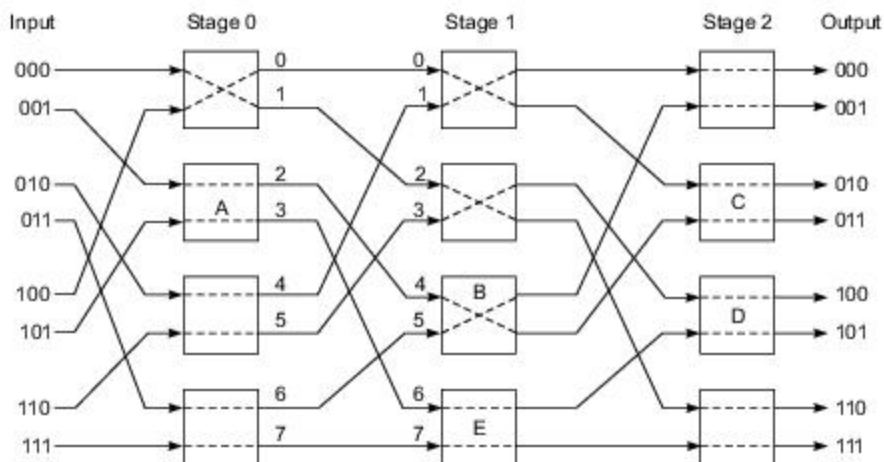 Input Stage 0 Stage 1 Stage 2 Output
000 0 0 000
001 1 1 001
010 2 2 010
A C
011 3 3 011
100 4 4 B 100
101 5 5 D 101
110 6 6 110
E
111 7 7 111